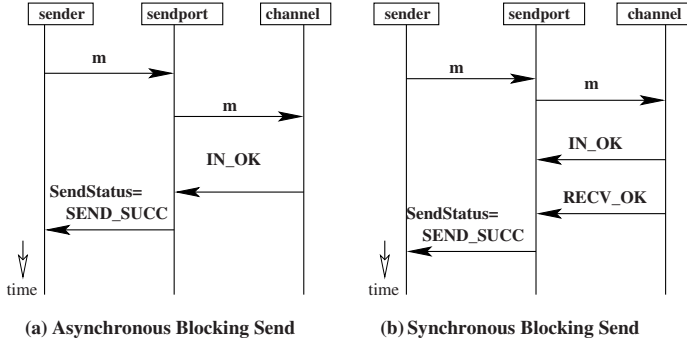 sender
sendport
channel
m
m
IN_OK
SendStatus=
SEND_SUCC
time
(a) Asynchronous Blocking Send
sender
sendport
channel
m
m
IN_OK
RECV_OK
SendStatus=
SEND_SUCC
time
(b) Synchronous Blocking Send